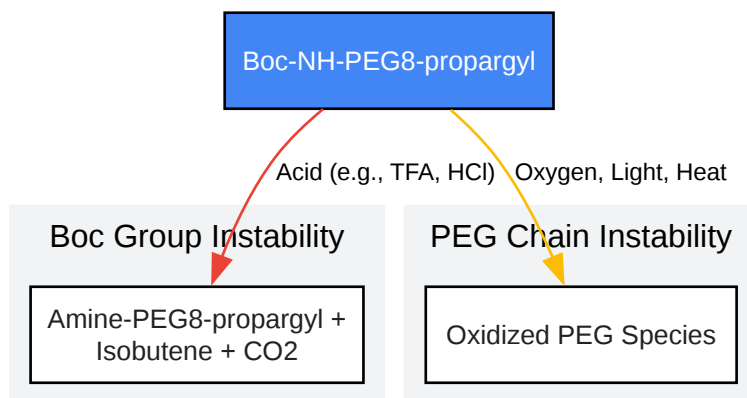 Boc-NH-PEG8-propargyl
Acid (e.g., TFA, HCl)
Oxygen, Light, Heat
Boc Group Instability
PEG Chain Instability
Amine-PEG8-propargyl +
Isobutene + CO2
Oxidized PEG Species